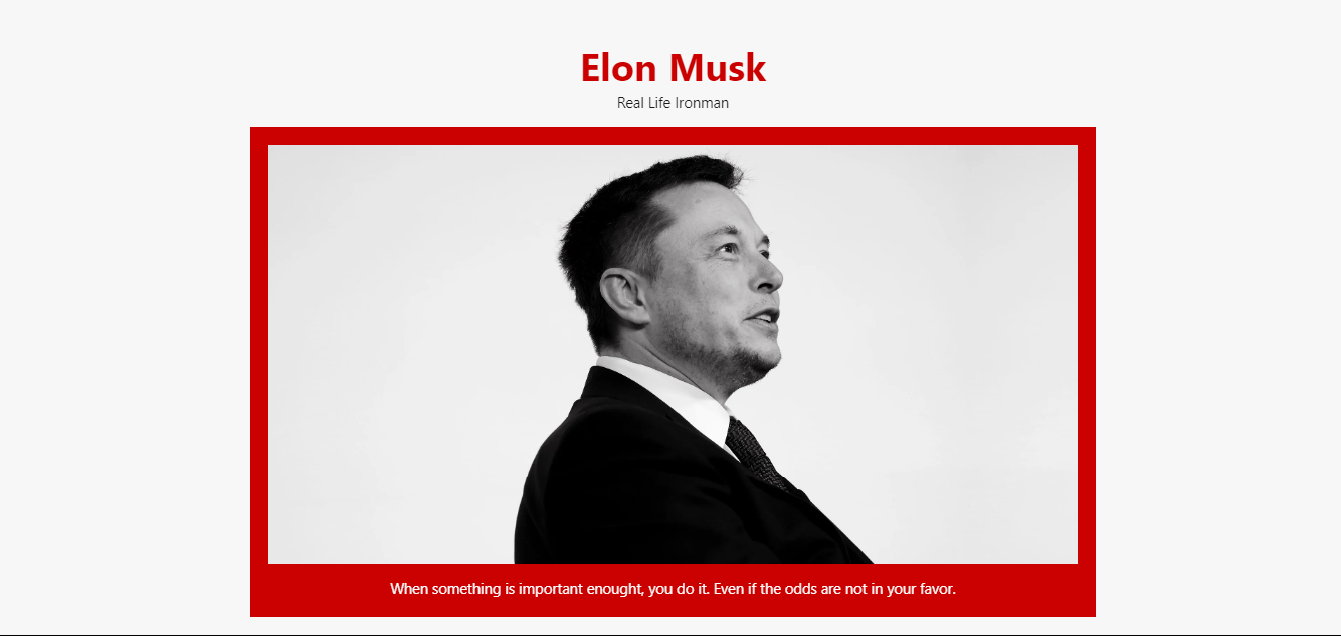 Elon Musk
Real Life Ironman
When something is important enought, you do it. Even if the odds are not in your favor.